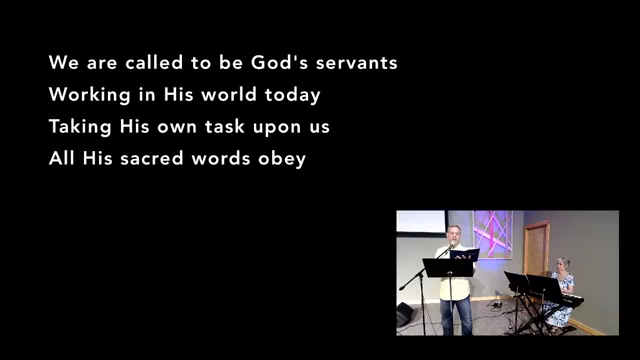 We are called to be God's servants
Working in His world today
Taking His own task upon us
All His sacred words obey